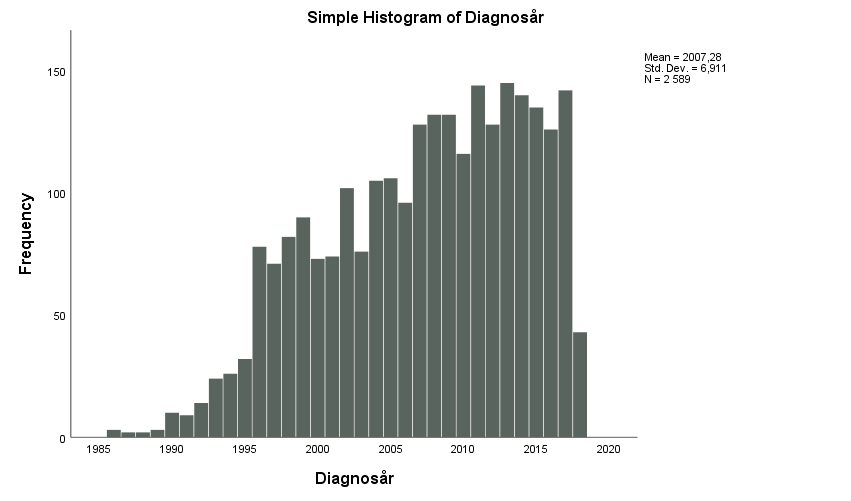 Simple Histogram of Diagnosår
Mean = 2007,28
Std. Dev. = 6,911
N = 2 589
150
100
50
0
Frequency
1985 1990 1995 2000 2005 2010 2015 2020
Diagnosår